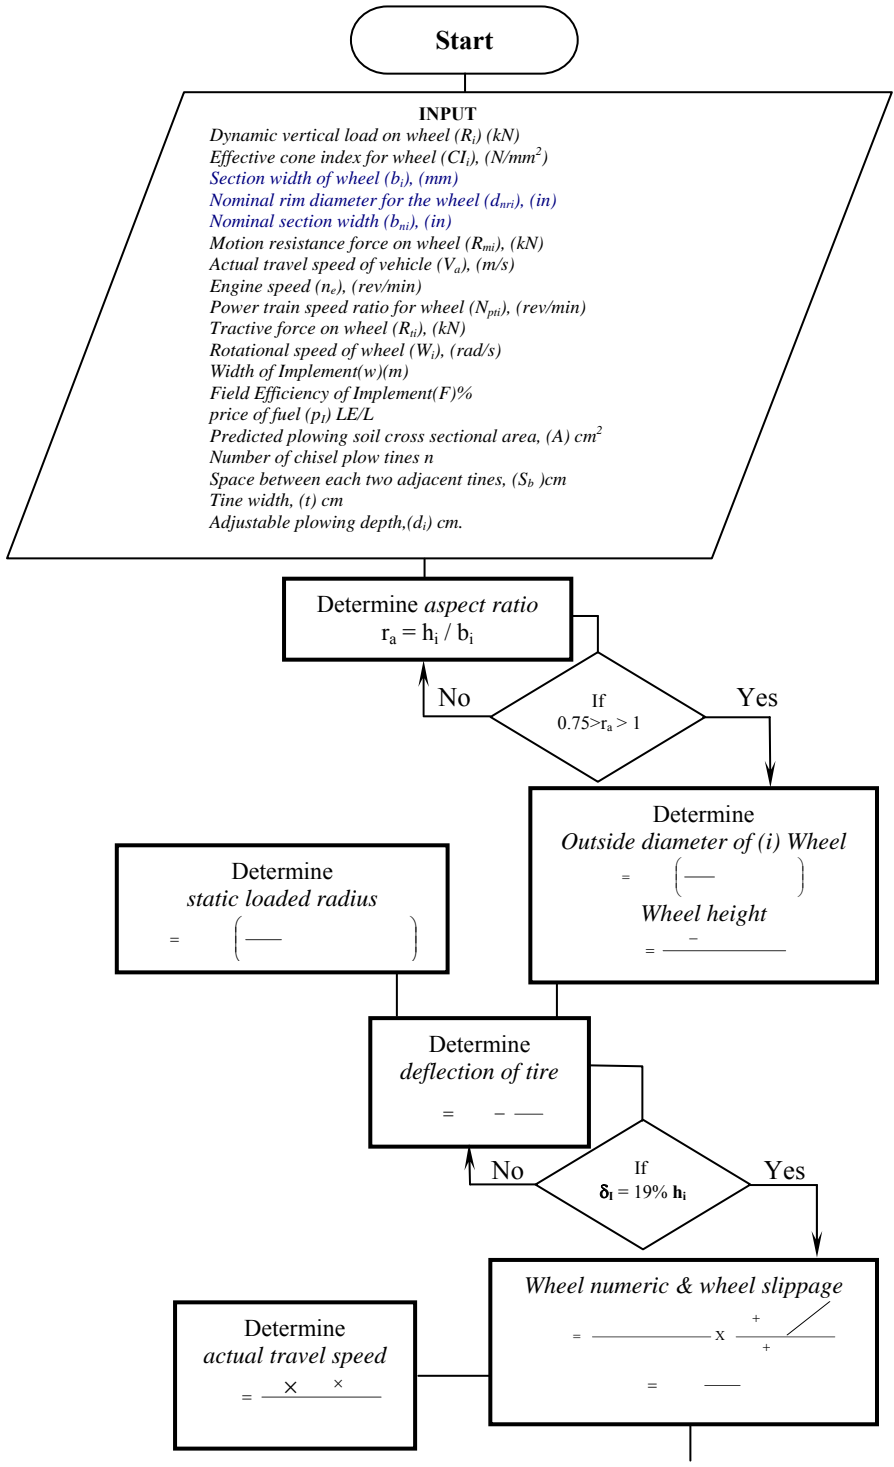 Start
INPUT
Dynamic vertical load on wheel (Rᵢ) (kN)
Effective cone index for wheel (CIᵢ), (N/mm²)
Section width of wheel (bᵢ), (mm)
Nominal rim diameter for the wheel (dₙᵣᵢ), (in)
Nominal section width (bₙᵢ), (in)
Motion resistance force on wheel (Rₘᵢ), (kN)
Actual travel speed of vehicle (Vₐ), (m/s)
Engine speed (nₑ), (rev/min)
Power train speed ratio for wheel (Nₚₜᵢ), (rev/min)
Tractive force on wheel (Rₜᵢ), (kN)
Rotational speed of wheel (Wᵢ), (rad/s)
Width of Implement(w)(m)
Field Efficiency of Implement(F)%
price of fuel (p_I) LE/L
Predicted plowing soil cross sectional area, (A) cm²
Number of chisel plow tines n
Space between each two adjacent tines, (S_b )cm
Tine width, (t) cm
Adjustable plowing depth,(dᵢ) cm.
Determine aspect ratio
rₐ = hᵢ / bᵢ
No
If
0.75>rₐ > 1
Yes
Determine
Outside diameter of (i) Wheel
= ( — )
Wheel height
= –
Determine
static loaded radius
= ( — )
Determine
deflection of tire
= – —
No
If
δ_I = 19% hᵢ
Yes
Wheel numeric & wheel slippage
= — X + / +
= —
Determine
actual travel speed
= × ×